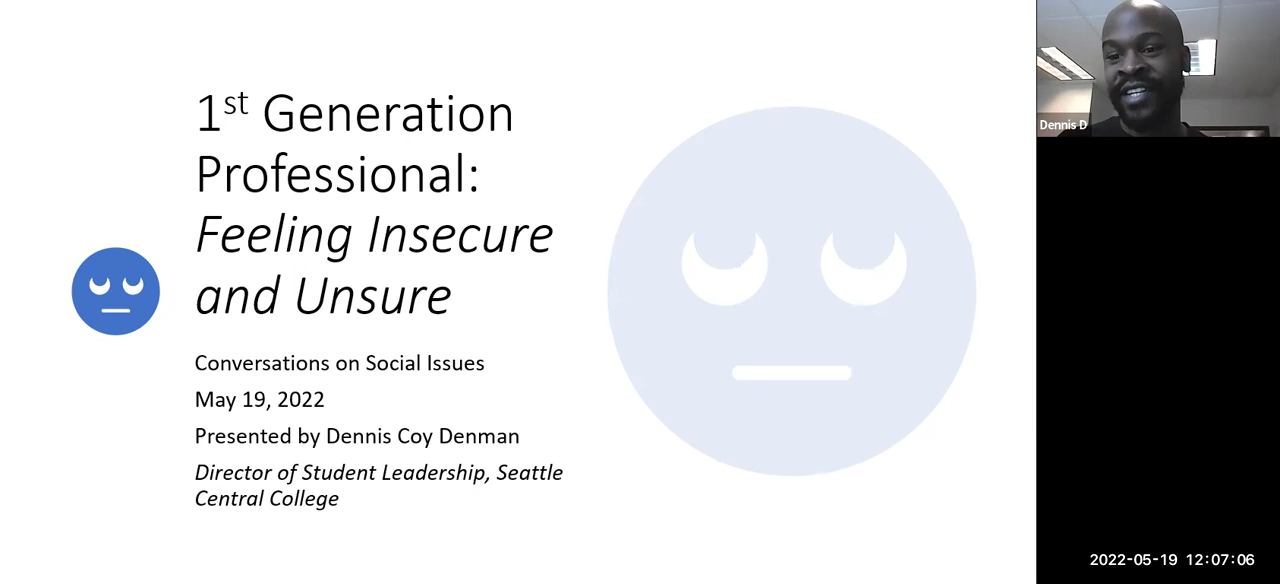 1st Generation
Professional:
Feeling Insecure
and Unsure
Conversations on Social Issues
May 19, 2022
Presented by Dennis Coy Denman
Director of Student Leadership, Seattle
Central College
Dennis D
2022-05-19 12:07:06